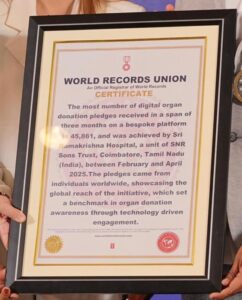 WORLD RECORDS UNION
An Official Registrar of World Records
CERTIFICATE
The most number of digital organ
donation pledges received in a span of
three months on a bespoke platform
is 45,861, and was achieved by Sri
Ramakrishna Hospital, a unit of SNR
Sons Trust, Coimbatore, Tamil Nadu
(India), between February and April
2025.The pledges came from
individuals worldwide, showcasing the
global reach of the initiative, which set
a benchmark in organ donation
awareness through technology driven
engagement.